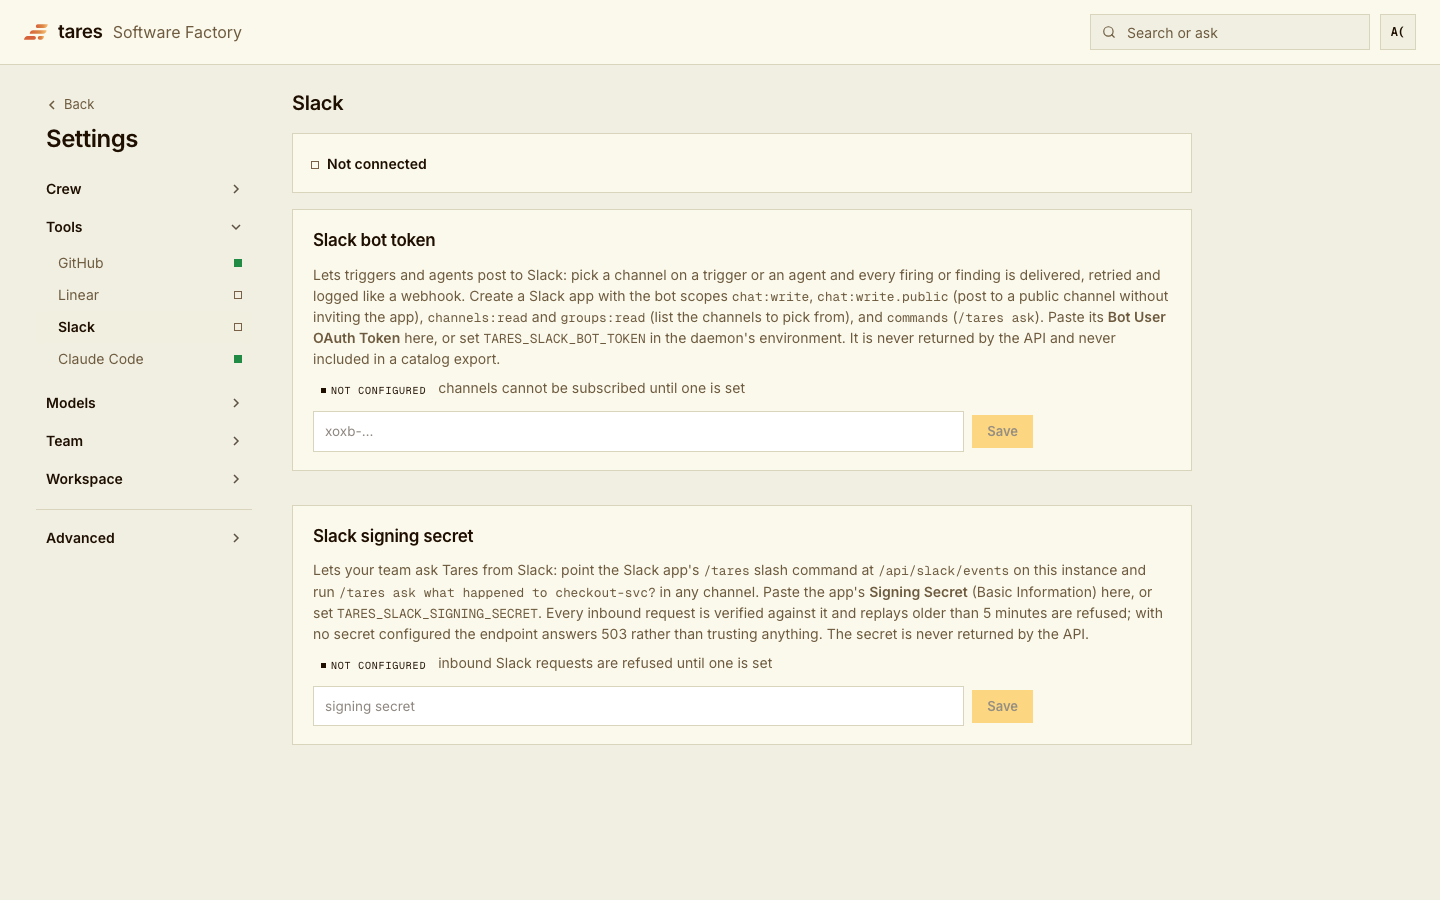 tares Software Factory
Search or ask
A(
Back
Settings
Crew
Tools
GitHub
Linear
Slack
Claude Code
Models
Team
Workspace
Advanced
Slack
Not connected
Slack bot token
Lets triggers and agents post to Slack: pick a channel on a trigger or an agent and every firing or finding is delivered, retried and
logged like a webhook. Create a Slack app with the bot scopes chat:write, chat:write.public (post to a public channel without
inviting the app), channels:read and groups:read (list the channels to pick from), and commands (/tares ask). Paste its Bot User
OAuth Token here, or set TARES_SLACK_BOT_TOKEN in the daemon's environment. It is never returned by the API and never
included in a catalog export.
NOT CONFIGURED channels cannot be subscribed until one is set
xoxb-...
Save
Slack signing secret
Lets your team ask Tares from Slack: point the Slack app's /tares slash command at /api/slack/events on this instance and
run /tares ask what happened to checkout-svc? in any channel. Paste the app's Signing Secret (Basic Information) here, or
set TARES_SLACK_SIGNING_SECRET. Every inbound request is verified against it and replays older than 5 minutes are refused; with
no secret configured the endpoint answers 503 rather than trusting anything. The secret is never returned by the API.
NOT CONFIGURED inbound Slack requests are refused until one is set
signing secret
Save